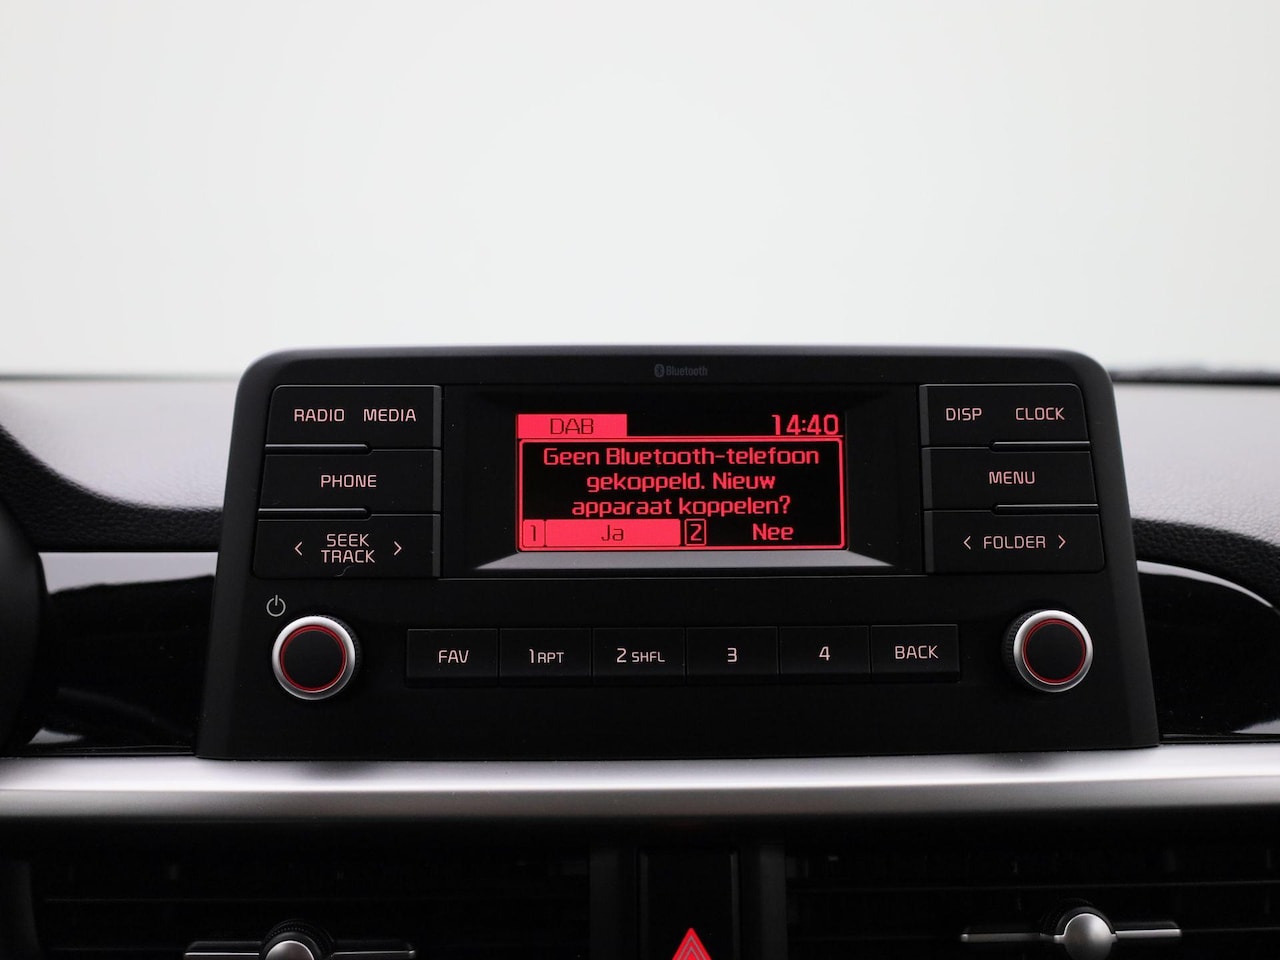 Bluetooth
RADIO MEDIA
PHONE
< SEEK TRACK >
DAB 14:40
Geen Bluetooth-telefoon
gekoppeld. Nieuw
apparaat koppelen?
1 Ja 2 Nee
DISP CLOCK
MENU
< FOLDER >
FAV 1 RPT 2 SHFL 3 4 BACK